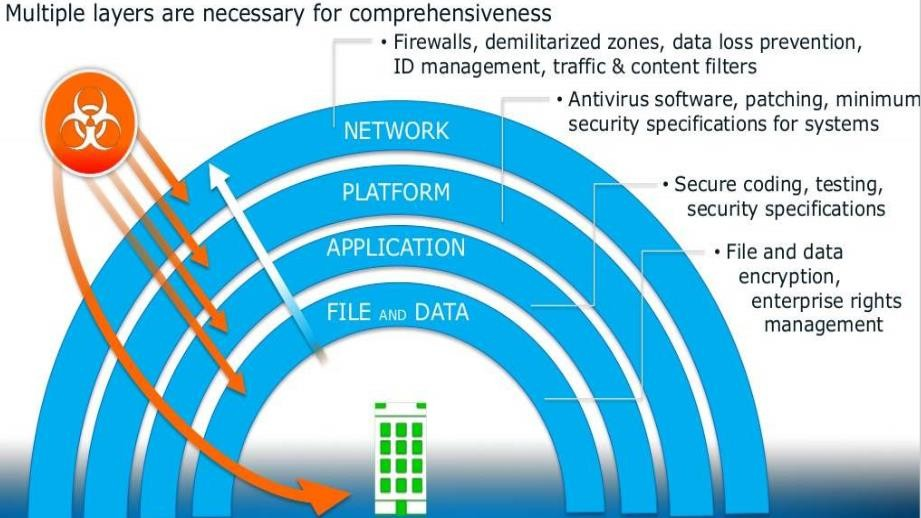 Multiple layers are necessary for comprehensiveness
• Firewalls, demilitarized zones, data loss prevention,
ID management, traffic & content filters
• Antivirus software, patching, minimum
security specifications for systems
• Secure coding, testing,
security specifications
• File and data
encryption,
enterprise rights
management
NETWORK
PLATFORM
APPLICATION
FILE AND DATA